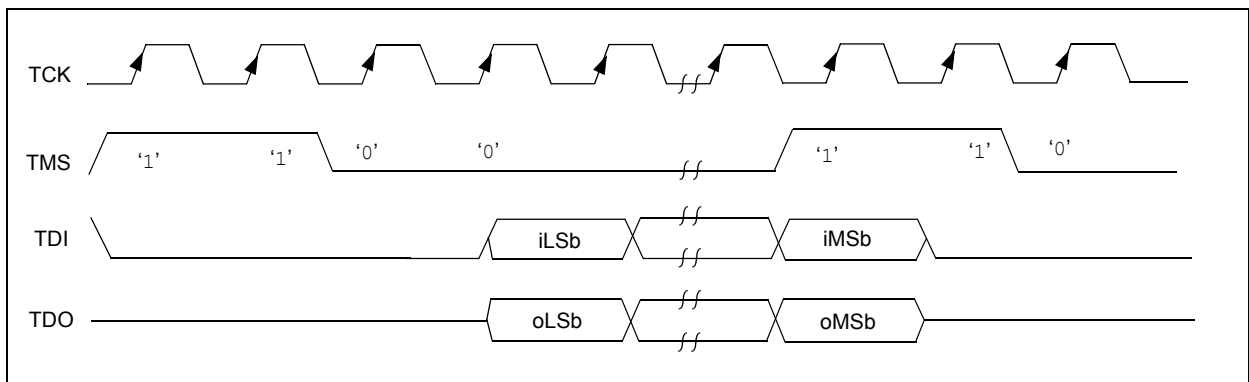 TCK
TMS ‘1’ ‘1’ ‘0’ ‘0’ ‘1’ ‘1’ ‘0’
TDI iLSb iMSb
TDO oLSb oMSb